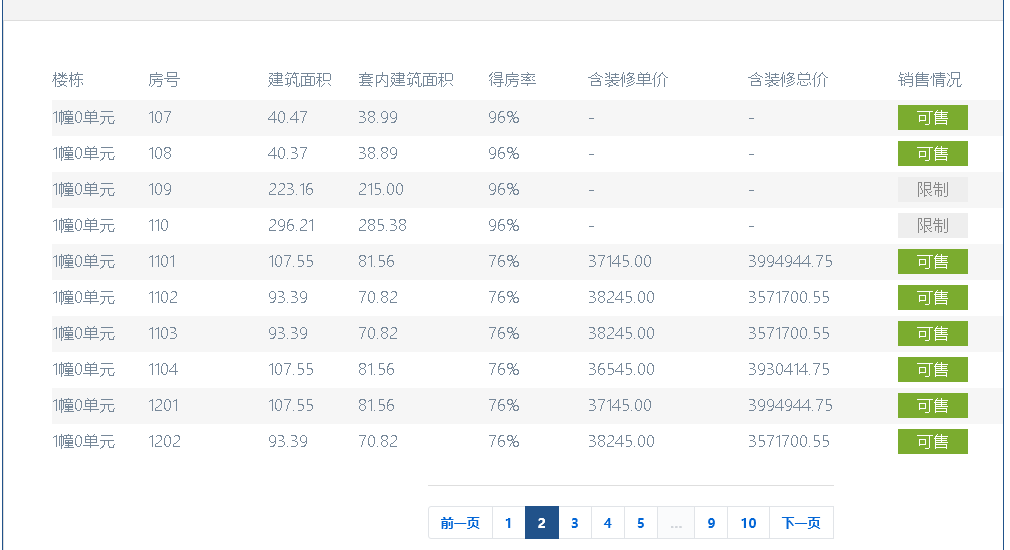 楼栋 房号 建筑面积 套内建筑面积 得房率 含装修单价 含装修总价 销售情况
1幢0单元 107 40.47 38.99 96% - - 可售
1幢0单元 108 40.37 38.89 96% - - 可售
1幢0单元 109 223.16 215.00 96% - - 限制
1幢0单元 110 296.21 285.38 96% - - 限制
1幢0单元 1101 107.55 81.56 76% 37145.00 3994944.75 可售
1幢0单元 1102 93.39 70.82 76% 38245.00 3571700.55 可售
1幢0单元 1103 93.39 70.82 76% 38245.00 3571700.55 可售
1幢0单元 1104 107.55 81.56 76% 36545.00 3930414.75 可售
1幢0单元 1201 107.55 81.56 76% 37145.00 3994944.75 可售
1幢0单元 1202 93.39 70.82 76% 38245.00 3571700.55 可售
前一页 1 2 3 4 5 ... 9 10 下一页